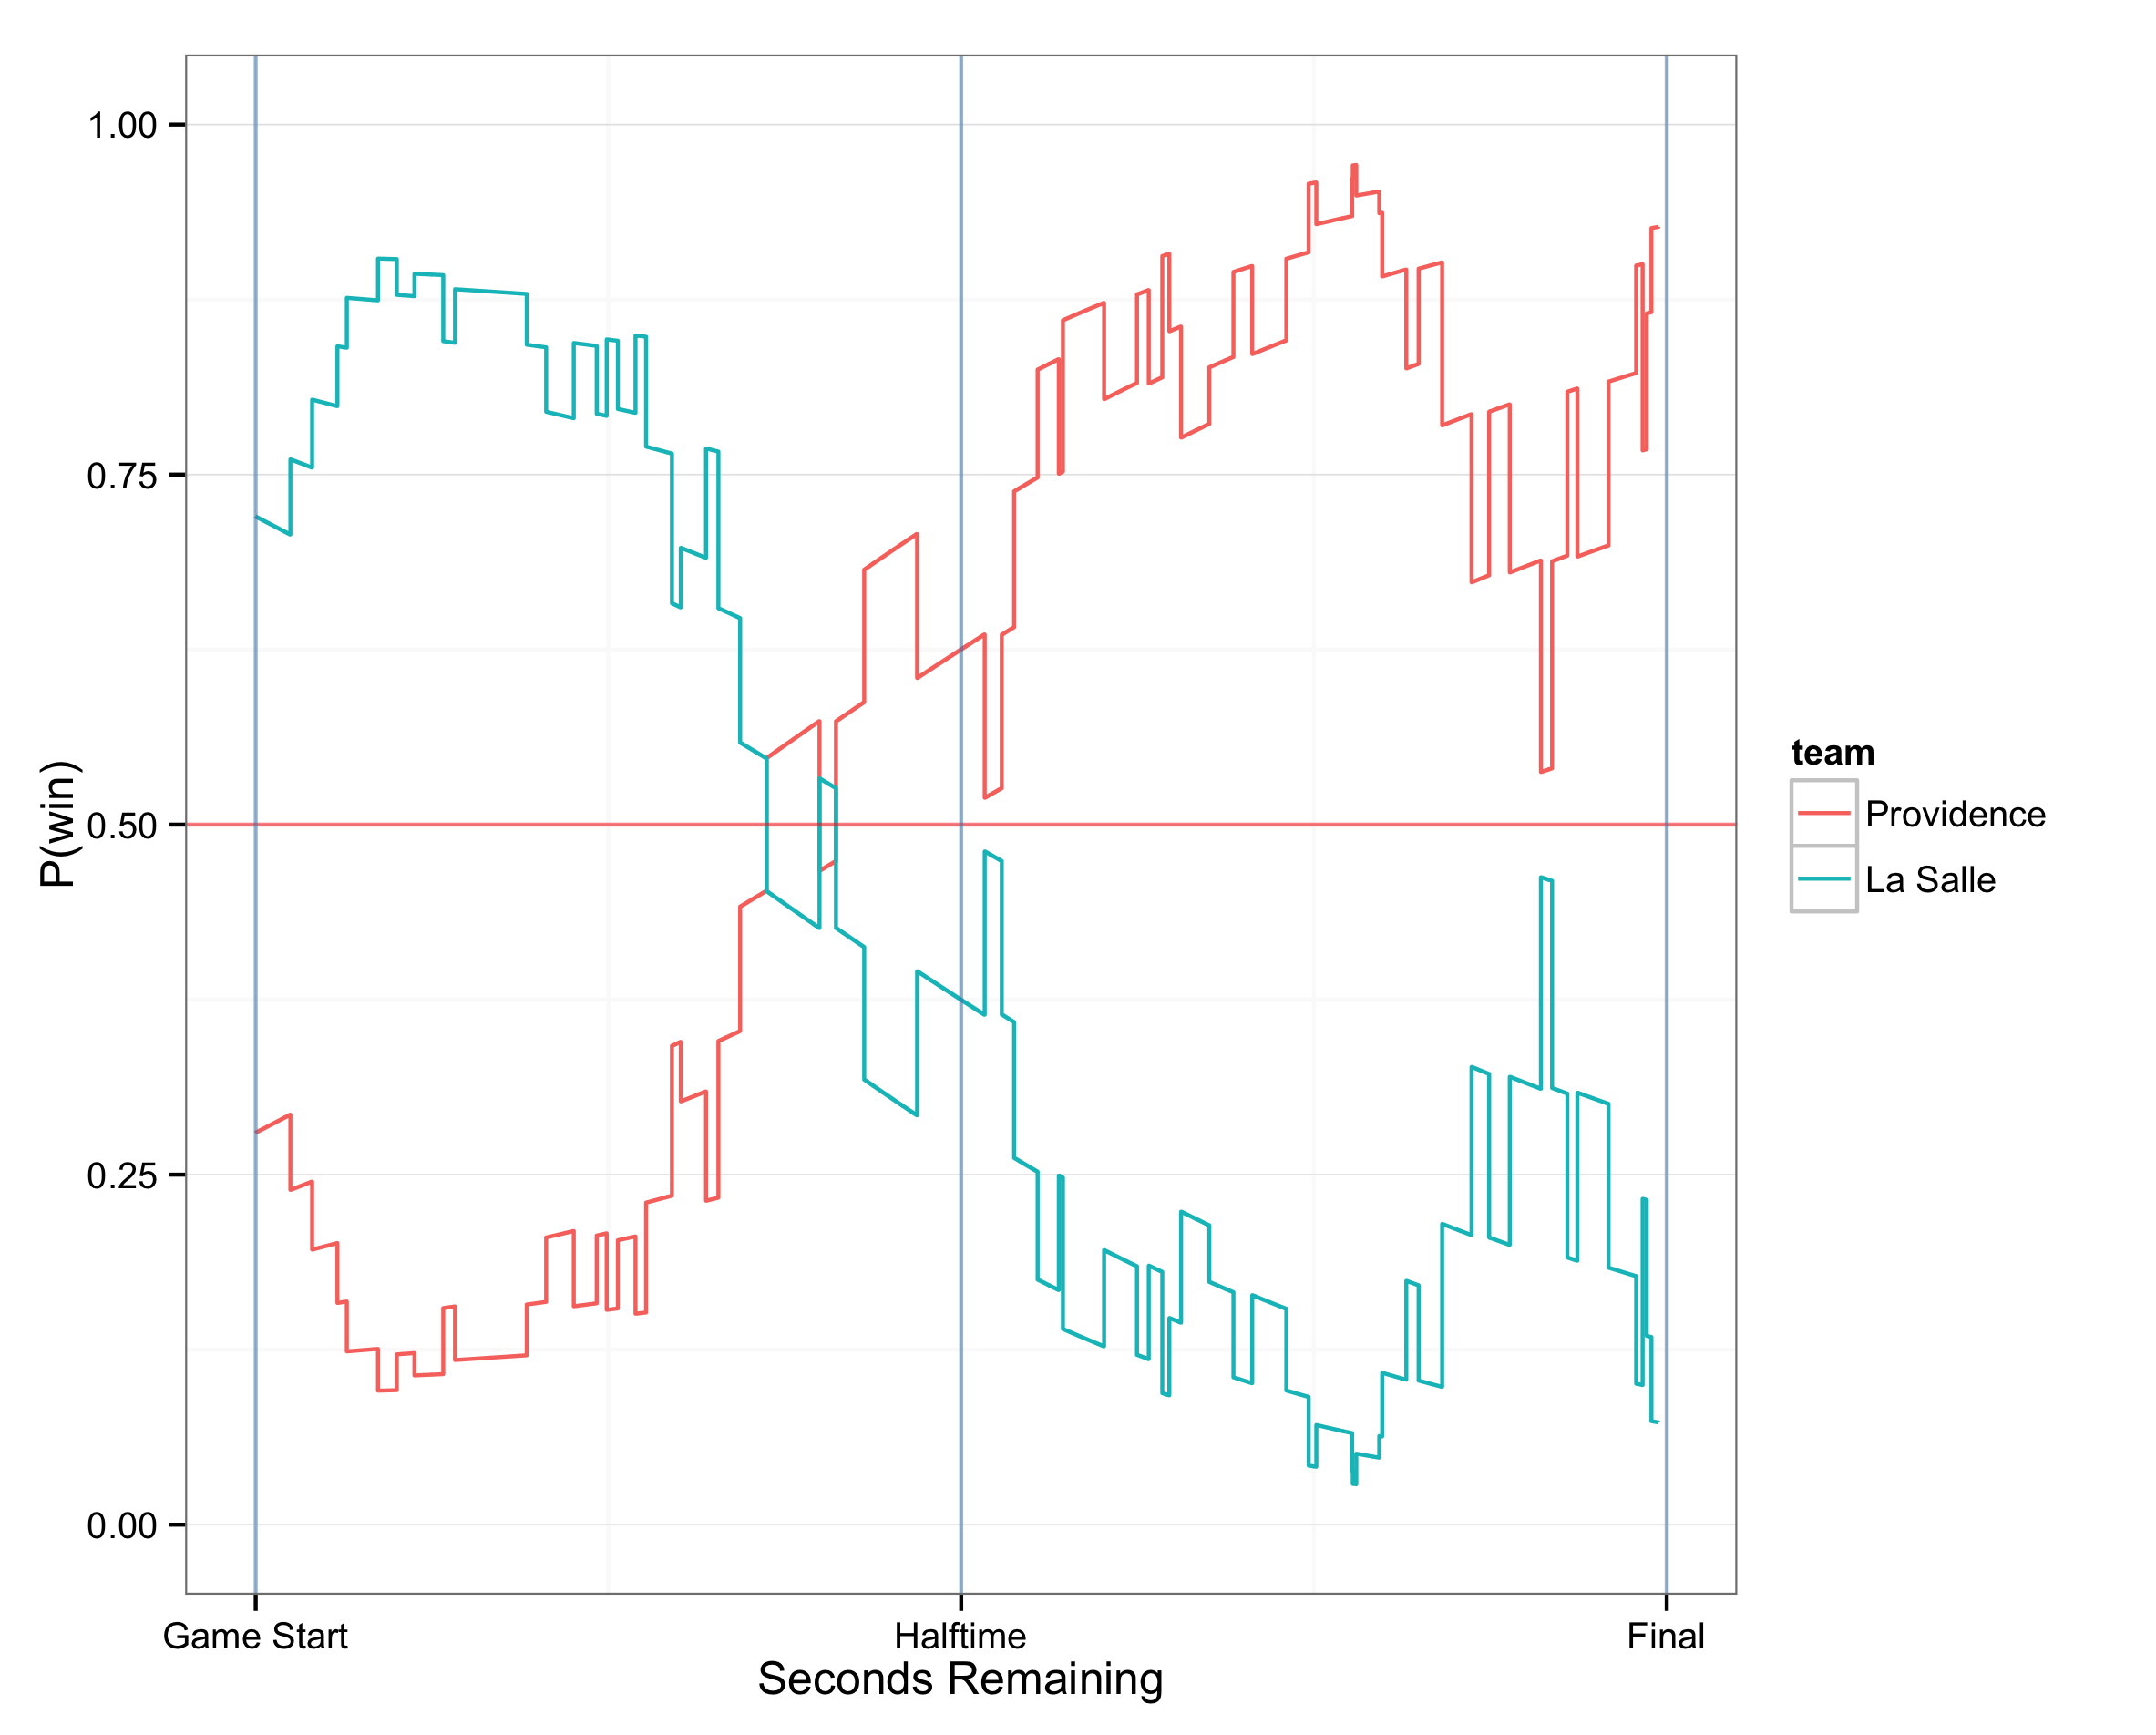 1.00
0.75
0.50
0.25
0.00
P(win)
Game Start
Halftime
Final
Seconds Remaining
team
Providence
La Salle